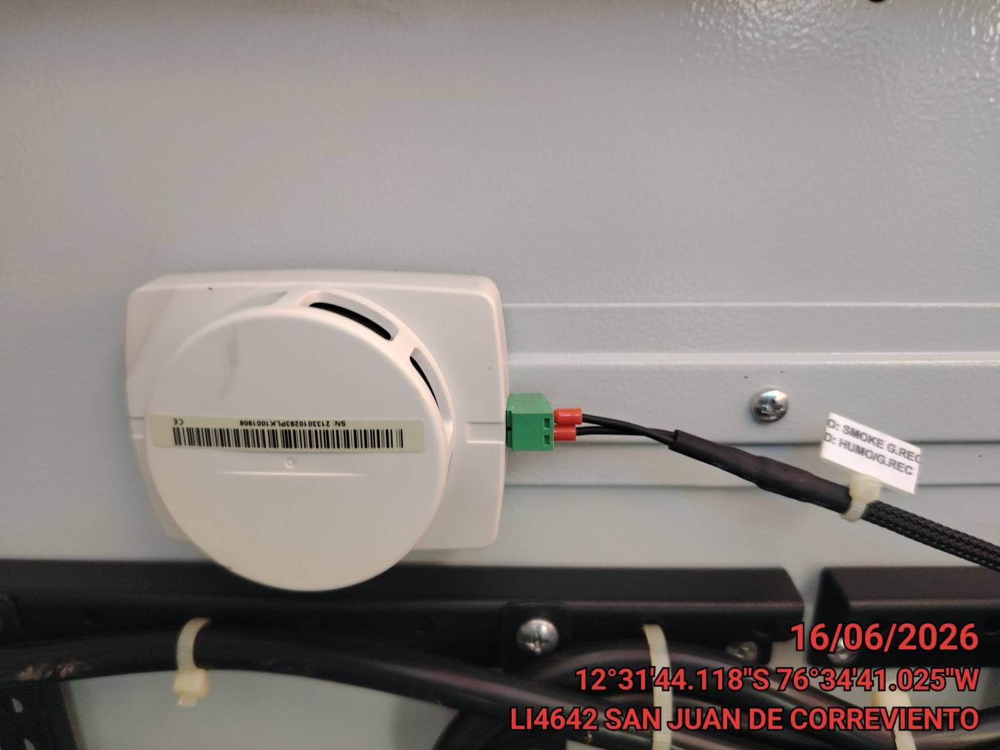 SN: 2133010293PLK1001906
CE
O: SMOKE G.REC
D: HUMO/G.REC
16/06/2026
12°31'44.118"S 76°34'41.025"W
LI4642 SAN JUAN DE CORREVIENTO